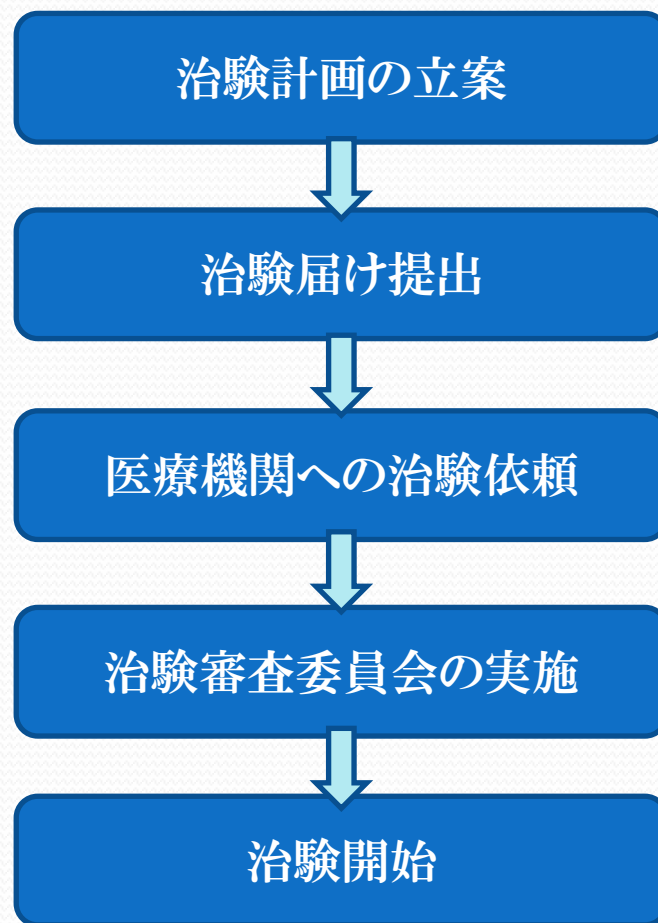 治験計画の立案
治験届け提出
医療機関への治験依頼
治験審査委員会の実施
治験開始